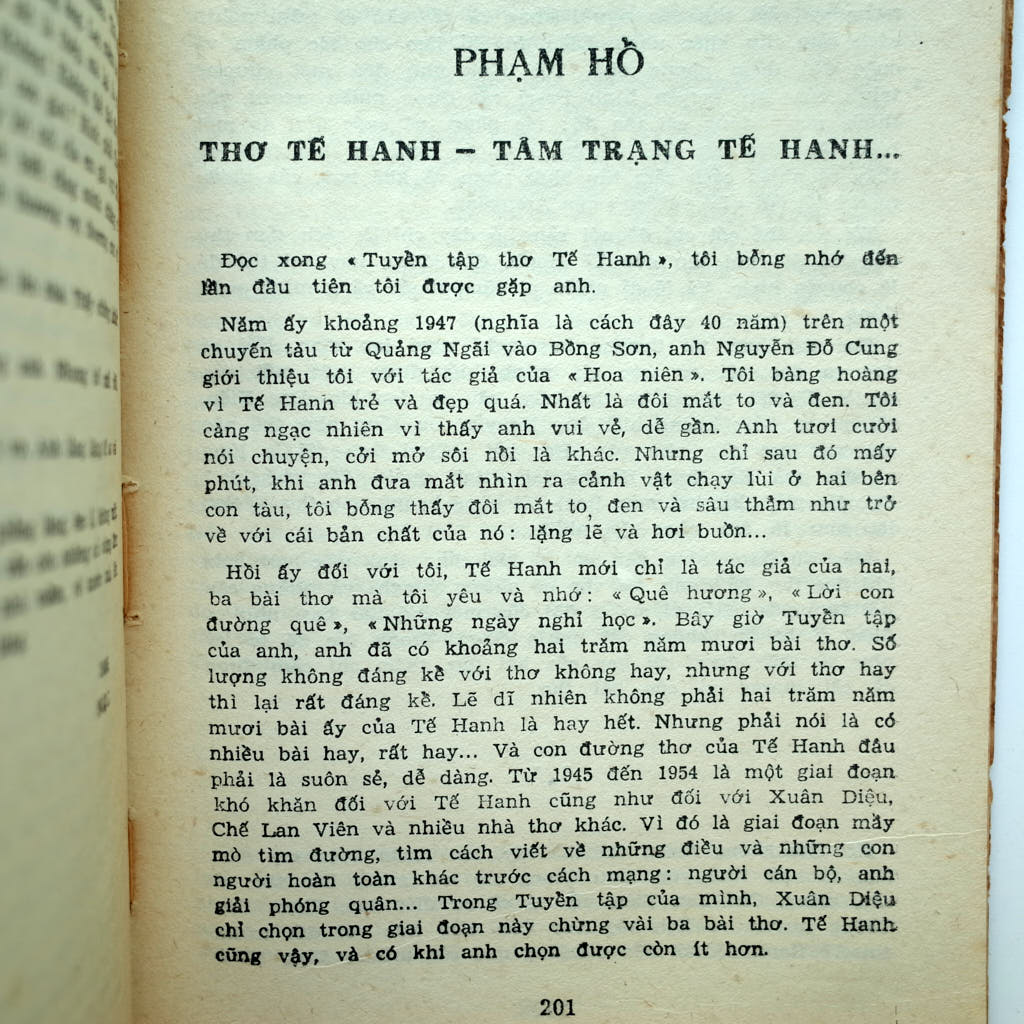 PHẠM HỒ
THƠ TẾ HANH – TÂM TRẠNG TẾ HANH...
Đọc xong «Tuyển tập thơ Tế Hanh», tôi bỗng nhớ đến
lần đầu tiên tôi được gặp anh.
Năm ấy khoảng 1947 (nghĩa là cách đây 40 năm) trên một
chuyến tàu từ Quảng Ngãi vào Bồng Sơn, anh Nguyễn Đỗ Cung
giới thiệu tôi với tác giả của «Hoa niên». Tôi bàng hoàng
vì Tế Hanh trẻ và đẹp quá. Nhất là đôi mắt to và đen. Tôi
càng ngạc nhiên vì thấy anh vui vẻ, dễ gần. Anh tươi cười
nói chuyện, cởi mở sôi nổi là khác. Nhưng chỉ sau đó mấy
phút, khi anh đưa mắt nhìn ra cảnh vật chạy lùi ở hai bên
con tàu, tôi bỗng thấy đôi mắt to, đen và sâu thẳm như trở
về với cái bản chất của nó: lặng lẽ và hơi buồn...
Hồi ấy đối với tôi, Tế Hanh mới chỉ là tác giả của hai,
ba bài thơ mà tôi yêu và nhớ: «Quê hương», «Lời con
đường quê», «Những ngày nghỉ học». Bây giờ Tuyển tập
của anh, anh đã có khoảng hai trăm năm mươi bài thơ. Số
lượng không đáng kể với thơ không hay, nhưng với thơ hay
thì lại rất đáng kể. Lẽ dĩ nhiên không phải hai trăm năm
mươi bài ấy của Tế Hanh là hay hết. Nhưng phải nói là có
nhiều bài hay, rất hay... Và con đường thơ của Tế Hanh đâu
phải là suôn sẻ, dễ dàng. Từ 1945 đến 1954 là một giai đoạn
khó khăn đối với Tế Hanh cũng như đối với Xuân Diệu,
Chế Lan Viên và nhiều nhà thơ khác. Vì đó là giai đoạn mầy
mò tìm đường, tìm cách viết về những điều và những con
người hoàn toàn khác trước cách mạng: người cán bộ, anh
giải phóng quân... Trong Tuyển tập của mình, Xuân Diệu
chỉ chọn trong giai đoạn này chừng vài ba bài thơ. Tế Hanh
cũng vậy, và có khi anh chọn được còn ít hơn.
201